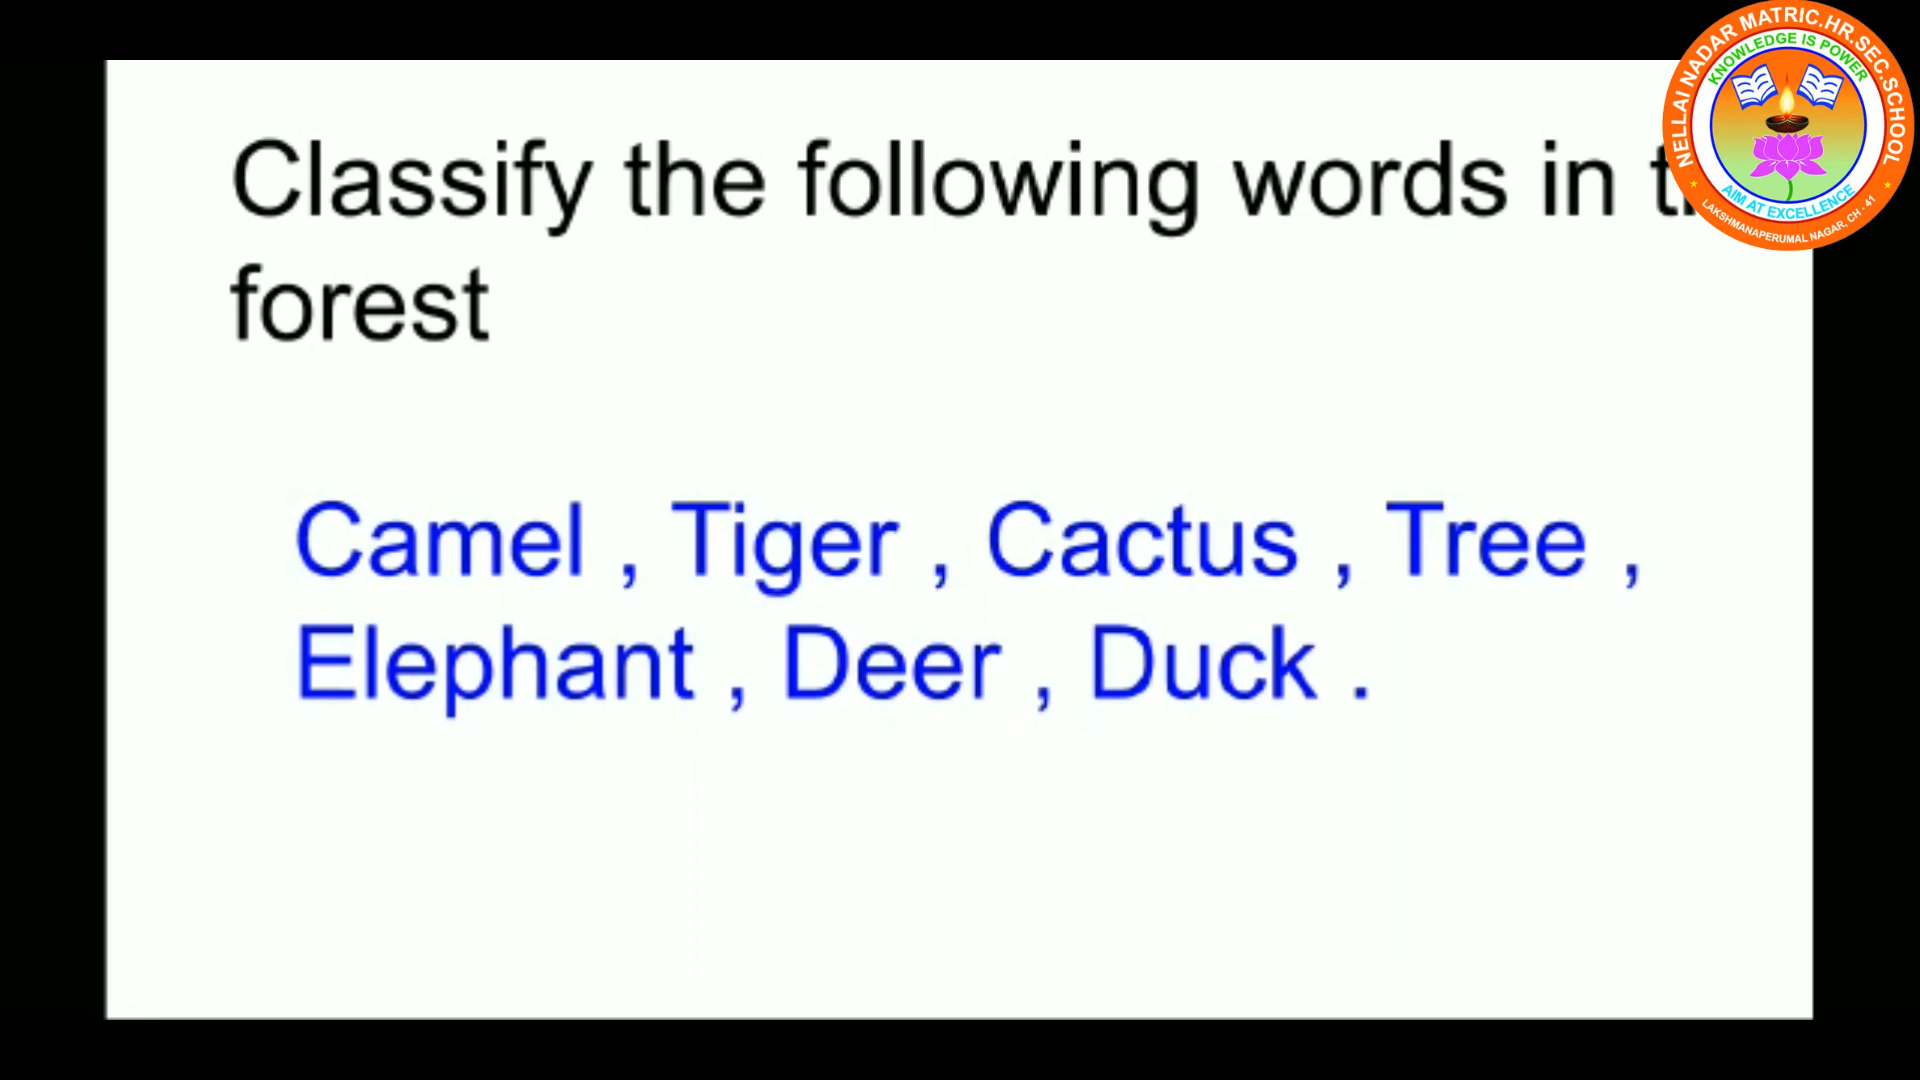 Classify the following words in
forest
Camel , Tiger , Cactus , Tree ,
Elephant , Deer , Duck .
NELLAI NADAR MATRIC.HR.SEC.SCHOOL
KNOWLEDGE IS POWER
AIM AT EXCELLENCE
LAKSHMANAPERUMAL NAGAR, CH - 41